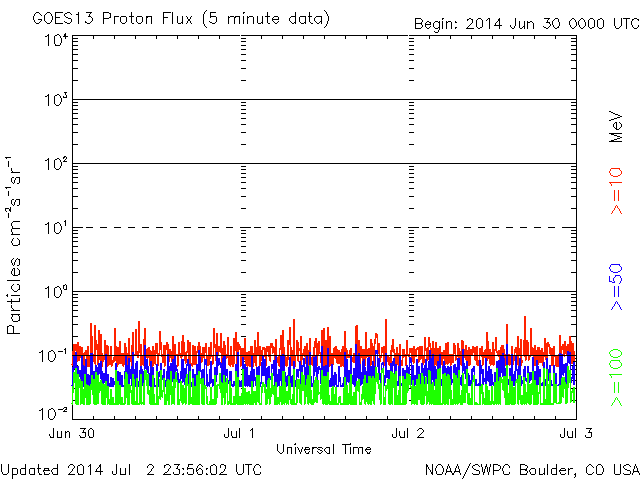 GOES13 Proton Flux (5 minute data)
Begin: 2014 Jun 30 0000 UTC
Particles cm⁻²s⁻¹sr⁻¹
10⁴
10³
10²
10¹
10⁰
10⁻¹
10⁻²
Jun 30
Jul 1
Jul 2
Jul 3
Universal Time
MeV
>=10
>=50
>=100
Updated 2014 Jul 2 23:56:02 UTC
NOAA/SWPC Boulder, CO USA